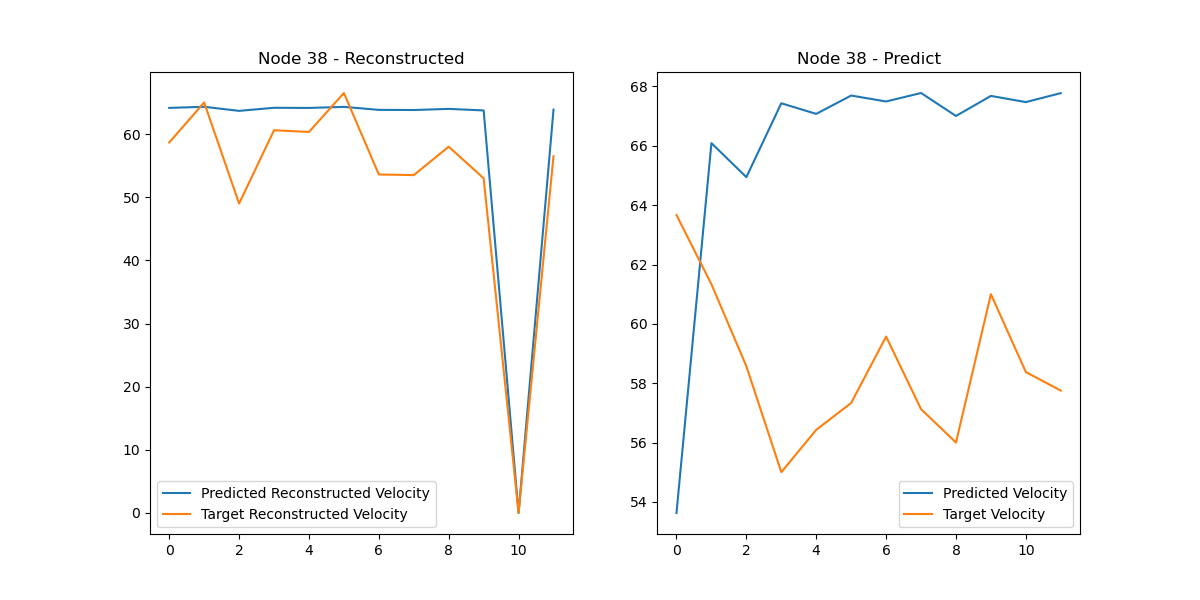 Node 38 - Reconstructed
60
50
40
30
20
10
0
Predicted Reconstructed Velocity
Target Reconstructed Velocity
0 2 4 6 8 10
Node 38 - Predict
68
66
64
62
60
58
56
54
Predicted Velocity
Target Velocity
0 2 4 6 8 10